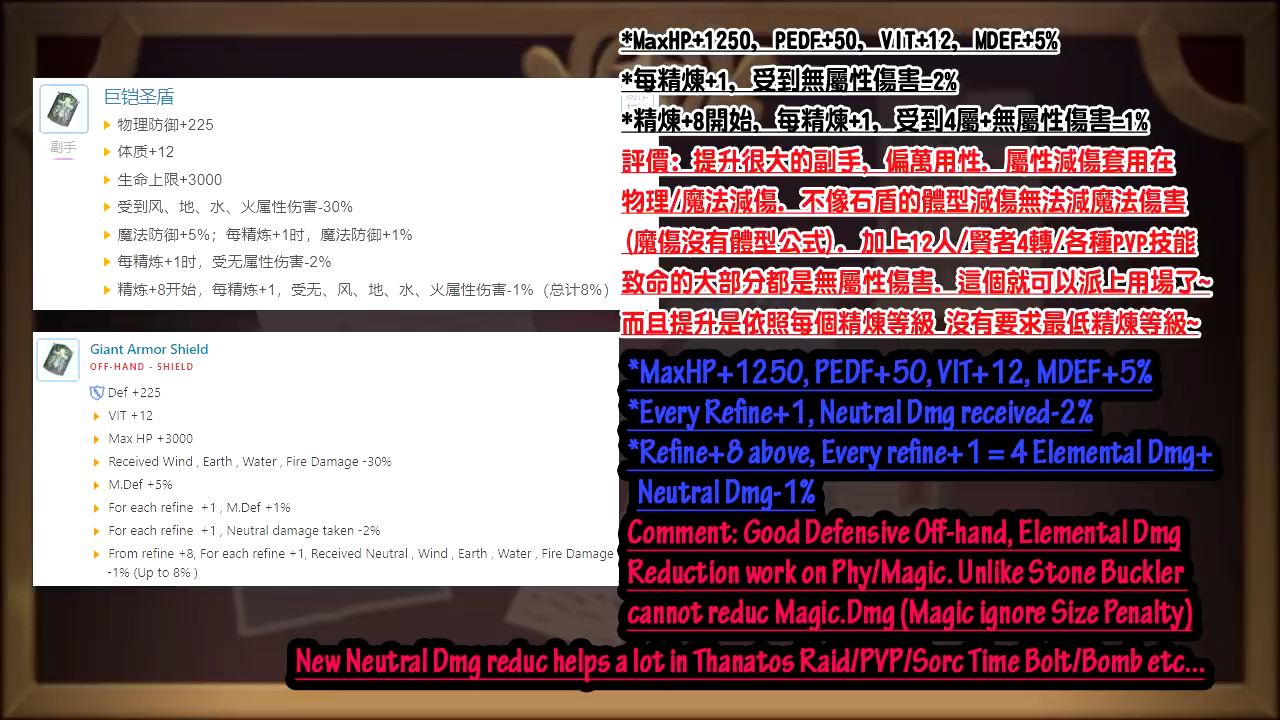 巨铠圣盾
副手
物理防御+225
体质+12
生命上限+3000
受到风、地、水、火属性伤害-30%
魔法防御+5%；每精炼+1时，魔法防御+1%
每精炼+1时，受无属性伤害-2%
精炼+8开始，每精炼+1，受无、风、地、水、火属性伤害-1%（总计8%）
Giant Armor Shield
OFF-HAND - SHIELD
Def +225
VIT +12
Max HP +3000
Received Wind , Earth , Water , Fire Damage -30%
M.Def +5%
For each refine +1 , M.Def +1%
For each refine +1 , Neutral damage taken -2%
From refine +8, For each refine +1, Received Neutral , Wind , Earth , Water , Fire Damage
-1% (Up to 8% )
*MaxHP+1250, PEDF+50, VIT+12, MDEF+5%
*每精煉+1, 受到無屬性傷害=2%
*精煉+8開始, 每精煉+1, 受到4屬+無屬性傷害=1%
評價: 提升很大的副手, 偏萬用性. 屬性減傷套用在
物理/魔法減傷. 不像石盾的體型減傷無法減魔法傷害
(魔傷沒有體型公式). 加上12人/賢者4轉/各種PVP技能
致命的大部分都是無屬性傷害. 這個就可以派上用場了~
而且提升是依照每個精煉等級 沒有要求最低精煉等級~
*MaxHP+1250, PEDF+50, VIT+12, MDEF+5%
*Every Refine+1, Neutral Dmg received-2%
*Refine+8 above, Every refine+1 = 4 Elemental Dmg+
Neutral Dmg-1%
Comment: Good Defensive Off-hand, Elemental Dmg
Reduction work on Phy/Magic. Unlike Stone Buckler
cannot reduc Magic.Dmg (Magic ignore Size Penalty)
New Neutral Dmg reduc helps a lot in Thanatos Raid/PVP/Sorc Time Bolt/Bomb etc...